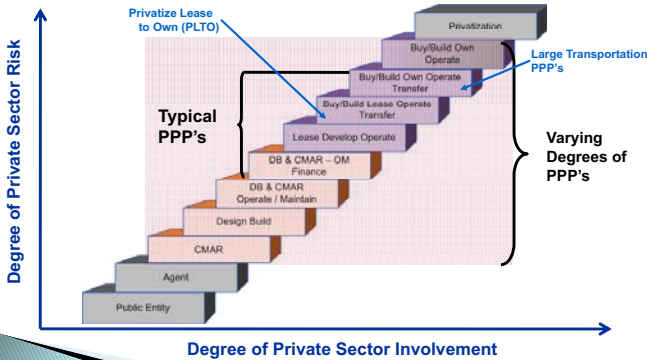 Privatize Lease
to Own (PLTO)
Privatization
Buy/Build Own
Operate
Large Transportation
PPP's
Buy/Build Own Operate
Transfer
Typical
PPP's
Buy/Build Lease Operate
Transfer
Lease Develop Operate
Varying
Degrees of
PPP's
DB & CMAR – OM
Finance
DB & CMAR
Operate / Maintain
Design Build
CMAR
Agent
Public Entity
Degree of Private Sector Risk
Degree of Private Sector Involvement